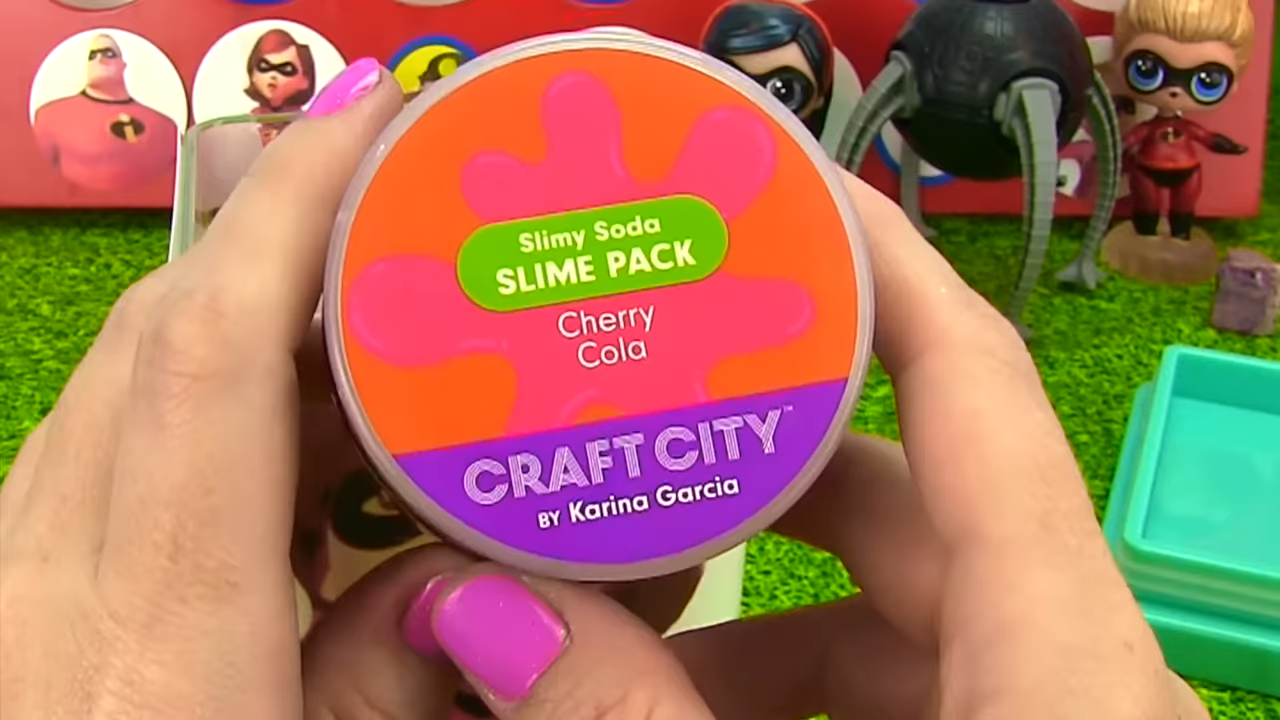 Slimy Soda
SLIME PACK
Cherry
Cola
CRAFT CITY™
BY Karina Garcia